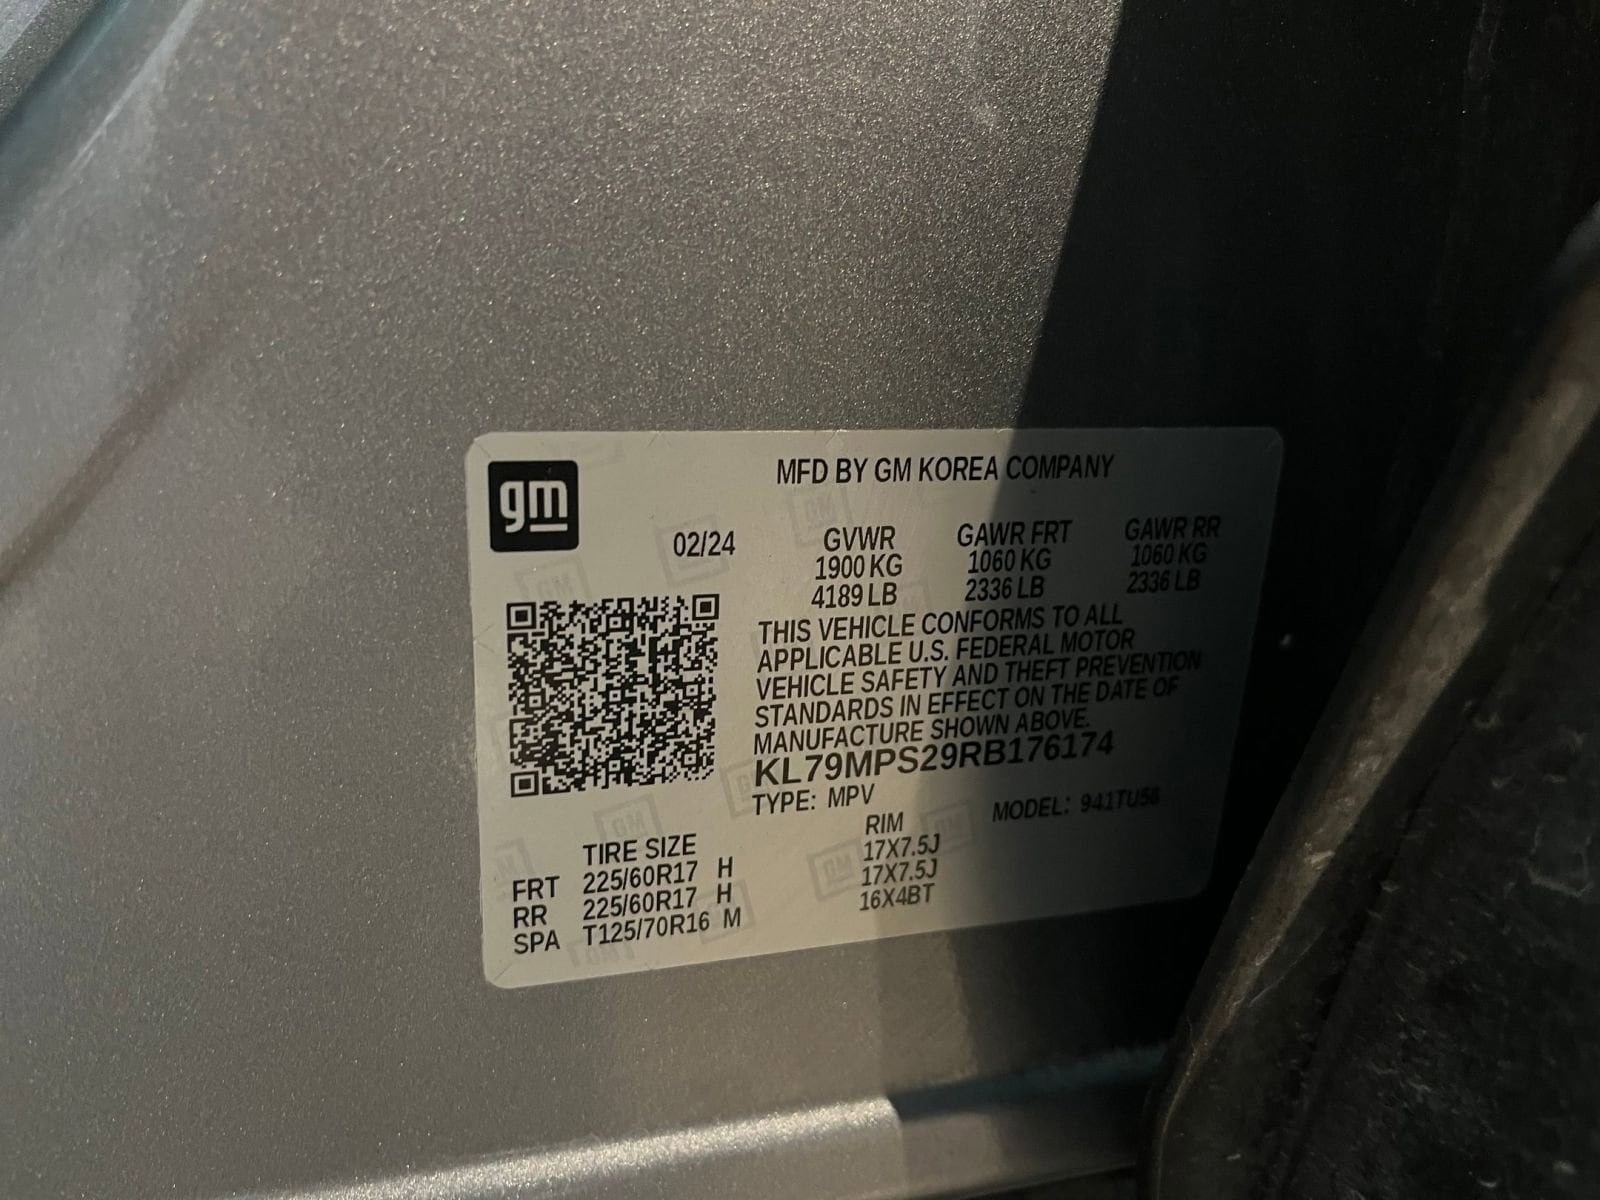 gm
MFD BY GM KOREA COMPANY
02/24
GVWR GAWR FRT GAWR RR
1900 KG 1060 KG 1060 KG
4189 LB 2336 LB 2336 LB
THIS VEHICLE CONFORMS TO ALL
APPLICABLE U.S. FEDERAL MOTOR
VEHICLE SAFETY AND THEFT PREVENTION
STANDARDS IN EFFECT ON THE DATE OF
MANUFACTURE SHOWN ABOVE.
KL79MPS29RB176174
TYPE: MPV MODEL: 941TU56
TIRE SIZE RIM
FRT 225/60R17 H 17X7.5J
RR 225/60R17 H 17X7.5J
SPA T125/70R16 M 16X4BT